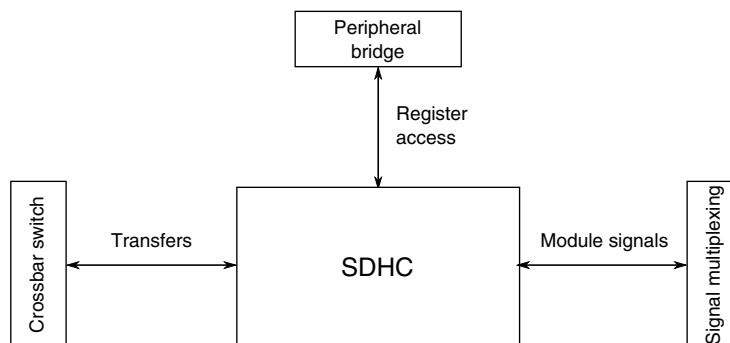 Peripheral
bridge
Register
access
Crossbar switch
Transfers
SDHC
Module signals
Signal multiplexing